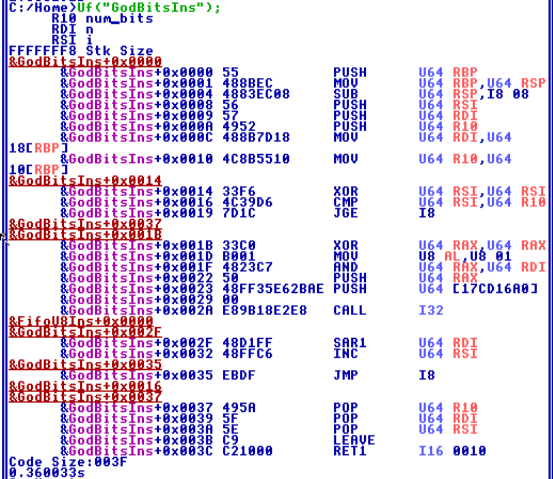 C:/Home>Uf("GodBitsIns");
R10 num_bits
RDI n
RSI i
FFFFFFF8 Stk Size
&GodBitsIns+0x0000
&GodBitsIns+0x0000 55 PUSH U64 RBP
&GodBitsIns+0x0001 488BEC MOV U64 RBP,U64 RSP
&GodBitsIns+0x0004 4883EC08 SUB U64 RSP,I8 08
&GodBitsIns+0x0008 56 PUSH U64 RSI
&GodBitsIns+0x0009 57 PUSH U64 RDI
&GodBitsIns+0x000A 4952 PUSH U64 R10
&GodBitsIns+0x000C 488B7D18 MOV U64 RDI,U64
18[RBP]
&GodBitsIns+0x0010 4C8B5510 MOV U64 R10,U64
10[RBP]
&GodBitsIns+0x0014
&GodBitsIns+0x0014 33F6 XOR U64 RSI,U64 RSI
&GodBitsIns+0x0016 4C39D6 CMP U64 RSI,U64 R10
&GodBitsIns+0x0019 7D1C JGE I8
&GodBitsIns+0x0037
&GodBitsIns+0x001B
&GodBitsIns+0x001B 33C0 XOR U64 RAX,U64 RAX
&GodBitsIns+0x001D B001 MOV U8 AL,U8 01
&GodBitsIns+0x001F 4823C7 AND U64 RAX,U64 RDI
&GodBitsIns+0x0022 50 PUSH U64 RAX
&GodBitsIns+0x0023 48FF35E62BAE PUSH U64 [17CD16A0]
&GodBitsIns+0x0029 00
&GodBitsIns+0x002A E89B18E2E8 CALL I32
&FifoU8Ins+0x0000
&GodBitsIns+0x002F
&GodBitsIns+0x002F 48D1FF SAR1 U64 RDI
&GodBitsIns+0x0032 48FFC6 INC U64 RSI
&GodBitsIns+0x0035
&GodBitsIns+0x0035 EBDF JMP I8
&GodBitsIns+0x0016
&GodBitsIns+0x0037
&GodBitsIns+0x0037 495A POP U64 R10
&GodBitsIns+0x0039 5F POP U64 RDI
&GodBitsIns+0x003A 5E POP U64 RSI
&GodBitsIns+0x003B C9 LEAVE
&GodBitsIns+0x003C C21000 RET1 I16 0010
Code Size:003F
0.360033s